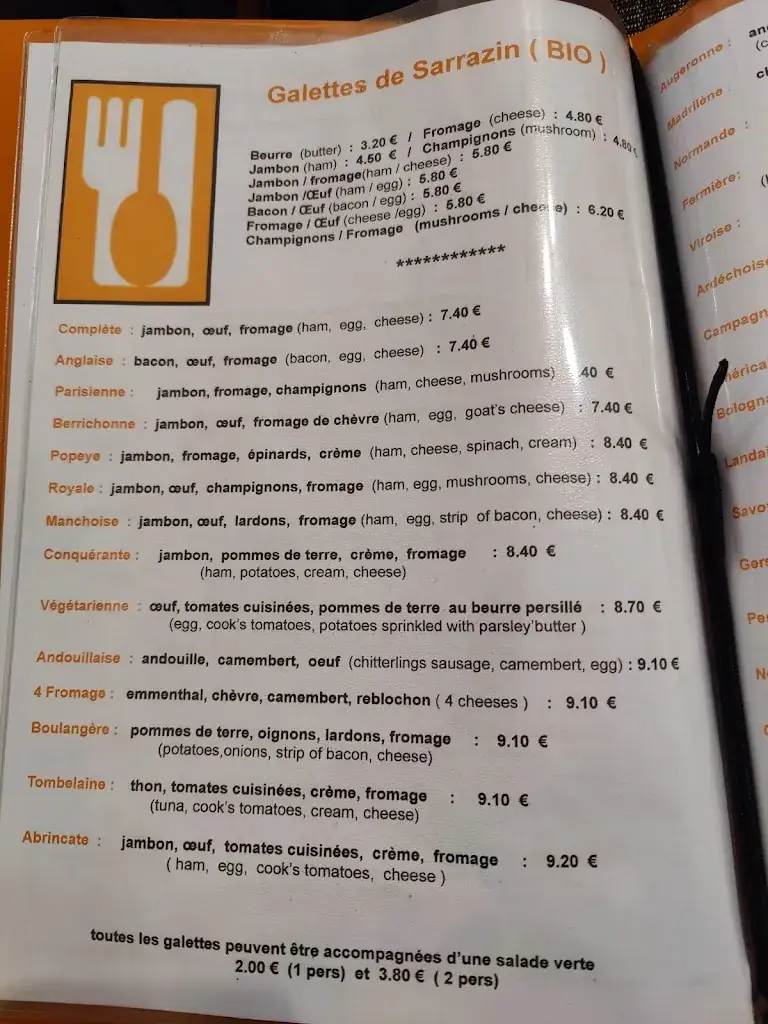 Galettes de Sarrazin ( BIO )
Beurre (butter) : 3.20 € / Fromage (cheese) : 4.80 €
Jambon (ham) : 4.50 € / Champignons (mushroom) : 4.80 €
Jambon / fromage(ham / cheese) : 5.80 €
Jambon /Œuf (ham / egg) : 5.80 €
Bacon / Œuf (bacon / egg) : 5.80 €
Fromage / Œuf (cheese /egg) : 5.80 €
Champignons / Fromage (mushrooms / cheese) : 6.20 €
************
Complète : jambon, œuf, fromage (ham, egg, cheese) : 7.40 €
Anglaise : bacon, œuf, fromage (bacon, egg, cheese) : 7.40 €
Parisienne : jambon, fromage, champignons (ham, cheese, mushrooms) 40 €
Berrichonne : jambon, œuf, fromage de chèvre (ham, egg, goat's cheese) : 7.40 €
Popeye : jambon, fromage, épinards, crème (ham, cheese, spinach, cream) : 8.40 €
Royale : jambon, œuf, champignons, fromage (ham, egg, mushrooms, cheese) : 8.40 €
Manchoise : jambon, œuf, lardons, fromage (ham, egg, strip of bacon, cheese) : 8.40 €
Conquérante : jambon, pommes de terre, crème, fromage : 8.40 €
(ham, potatoes, cream, cheese)
Végétarienne : œuf, tomates cuisinées, pommes de terre au beurre persillé : 8.70 €
(egg, cook's tomatoes, potatoes sprinkled with parsley'butter )
Andouillaise : andouille, camembert, oeuf (chitterlings sausage, camembert, egg) : 9.10 €
4 Fromage : emmenthal, chèvre, camembert, reblochon ( 4 cheeses ) : 9.10 €
Boulangère : pommes de terre, oignons, lardons, fromage : 9.10 €
(potatoes,onions, strip of bacon, cheese)
Tombelaine : thon, tomates cuisinées, crème, fromage : 9.10 €
(tuna, cook's tomatoes, cream, cheese)
Abrincate : jambon, œuf, tomates cuisinées, crème, fromage : 9.20 €
( ham, egg, cook's tomatoes, cheese )
toutes les galettes peuvent être accompagnées d'une salade verte
2.00 € (1 pers) et 3.80 € ( 2 pers)
Augeronne :
Madrilène
Normande :
Fermière:
Viroise :